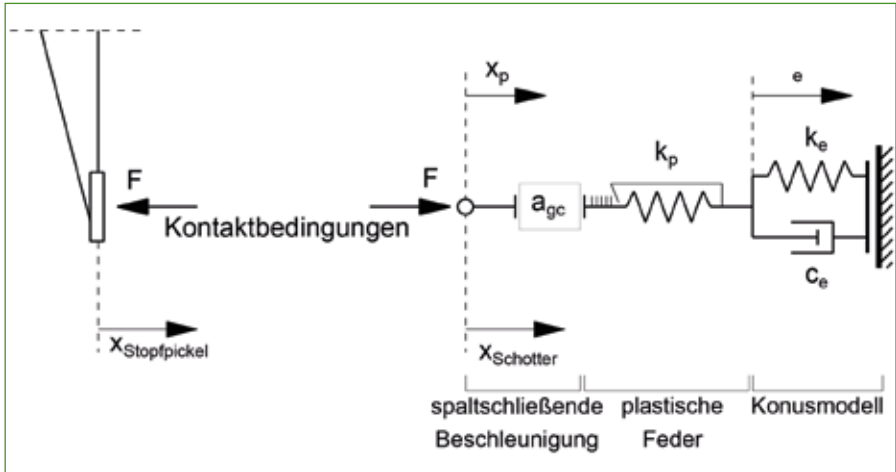 x_p
e
k_e
k_p
F
F
a_gc
Kontaktbedingungen
c_e
x_Stopfpickel
x_Schotter
spaltschließende
Beschleunigung
plastische
Feder
Konusmodell